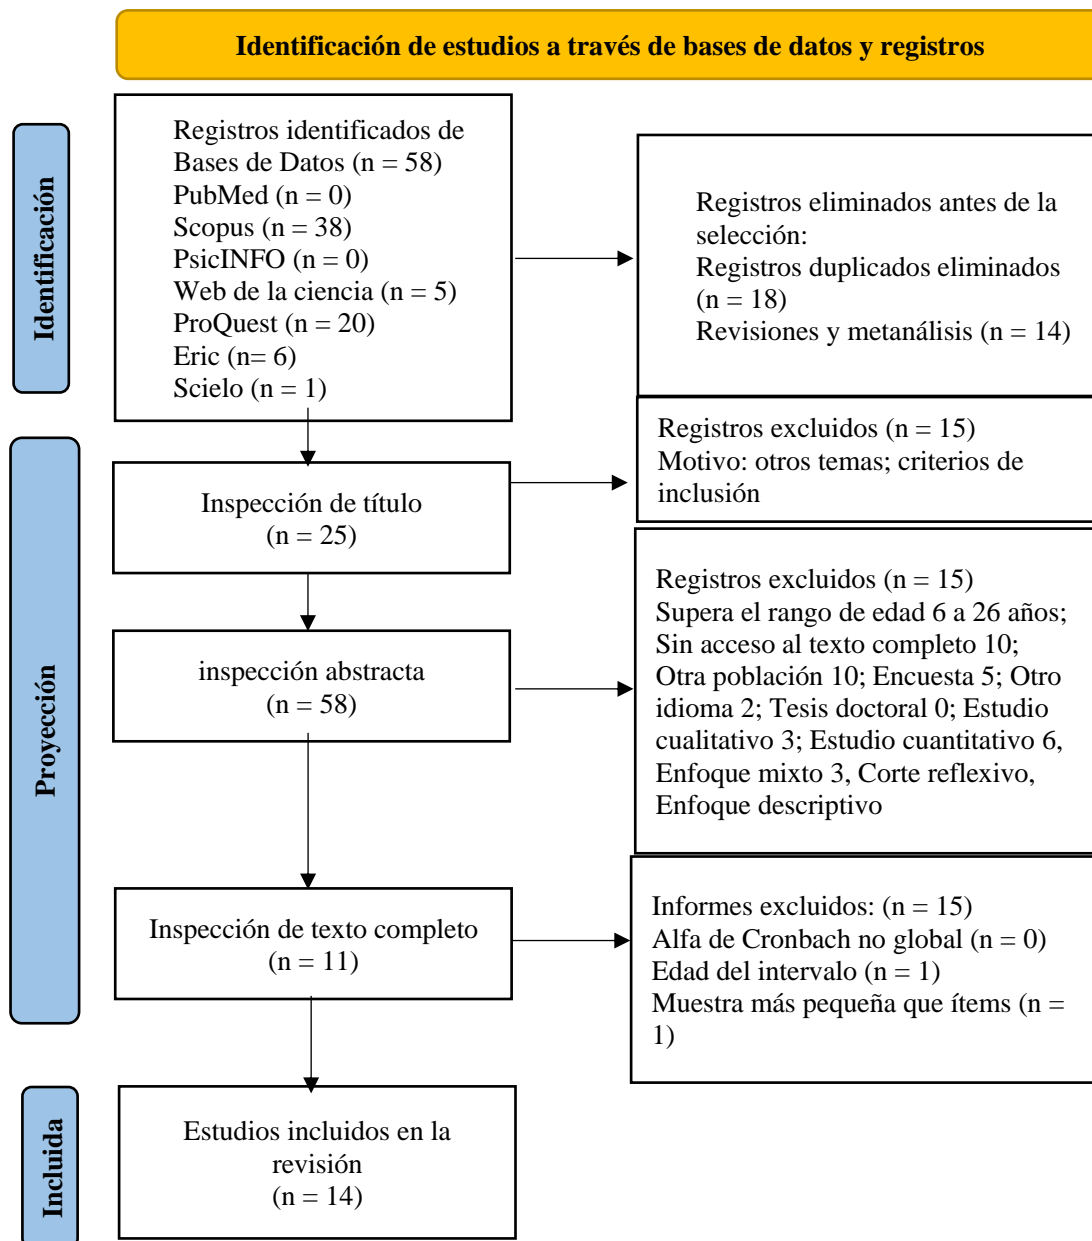 Identificación de estudios a través de bases de datos y registros
Identificación
Registros identificados de
Bases de Datos (n = 58)
PubMed (n = 0)
Scopus (n = 38)
PsicINFO (n = 0)
Web de la ciencia (n = 5)
ProQuest (n = 20)
Eric (n= 6)
Scielo (n = 1)
Registros eliminados antes de la
selección:
Registros duplicados eliminados
(n = 18)
Revisiones y metanálisis (n = 14)
Proyección
Inspección de título
(n = 25)
Registros excluidos (n = 15)
Motivo: otros temas; criterios de
inclusión
inspección abstracta
(n = 58)
Registros excluidos (n = 15)
Supera el rango de edad 6 a 26 años;
Sin acceso al texto completo 10;
Otra población 10; Encuesta 5; Otro
idioma 2; Tesis doctoral 0; Estudio
cualitativo 3; Estudio cuantitativo 6,
Enfoque mixto 3, Corte reflexivo,
Enfoque descriptivo
Inspección de texto completo
(n = 11)
Informes excluidos: (n = 15)
Alfa de Cronbach no global (n = 0)
Edad del intervalo (n = 1)
Muestra más pequeña que ítems (n =
1)
Incluida
Estudios incluidos en la
revisión
(n = 14)